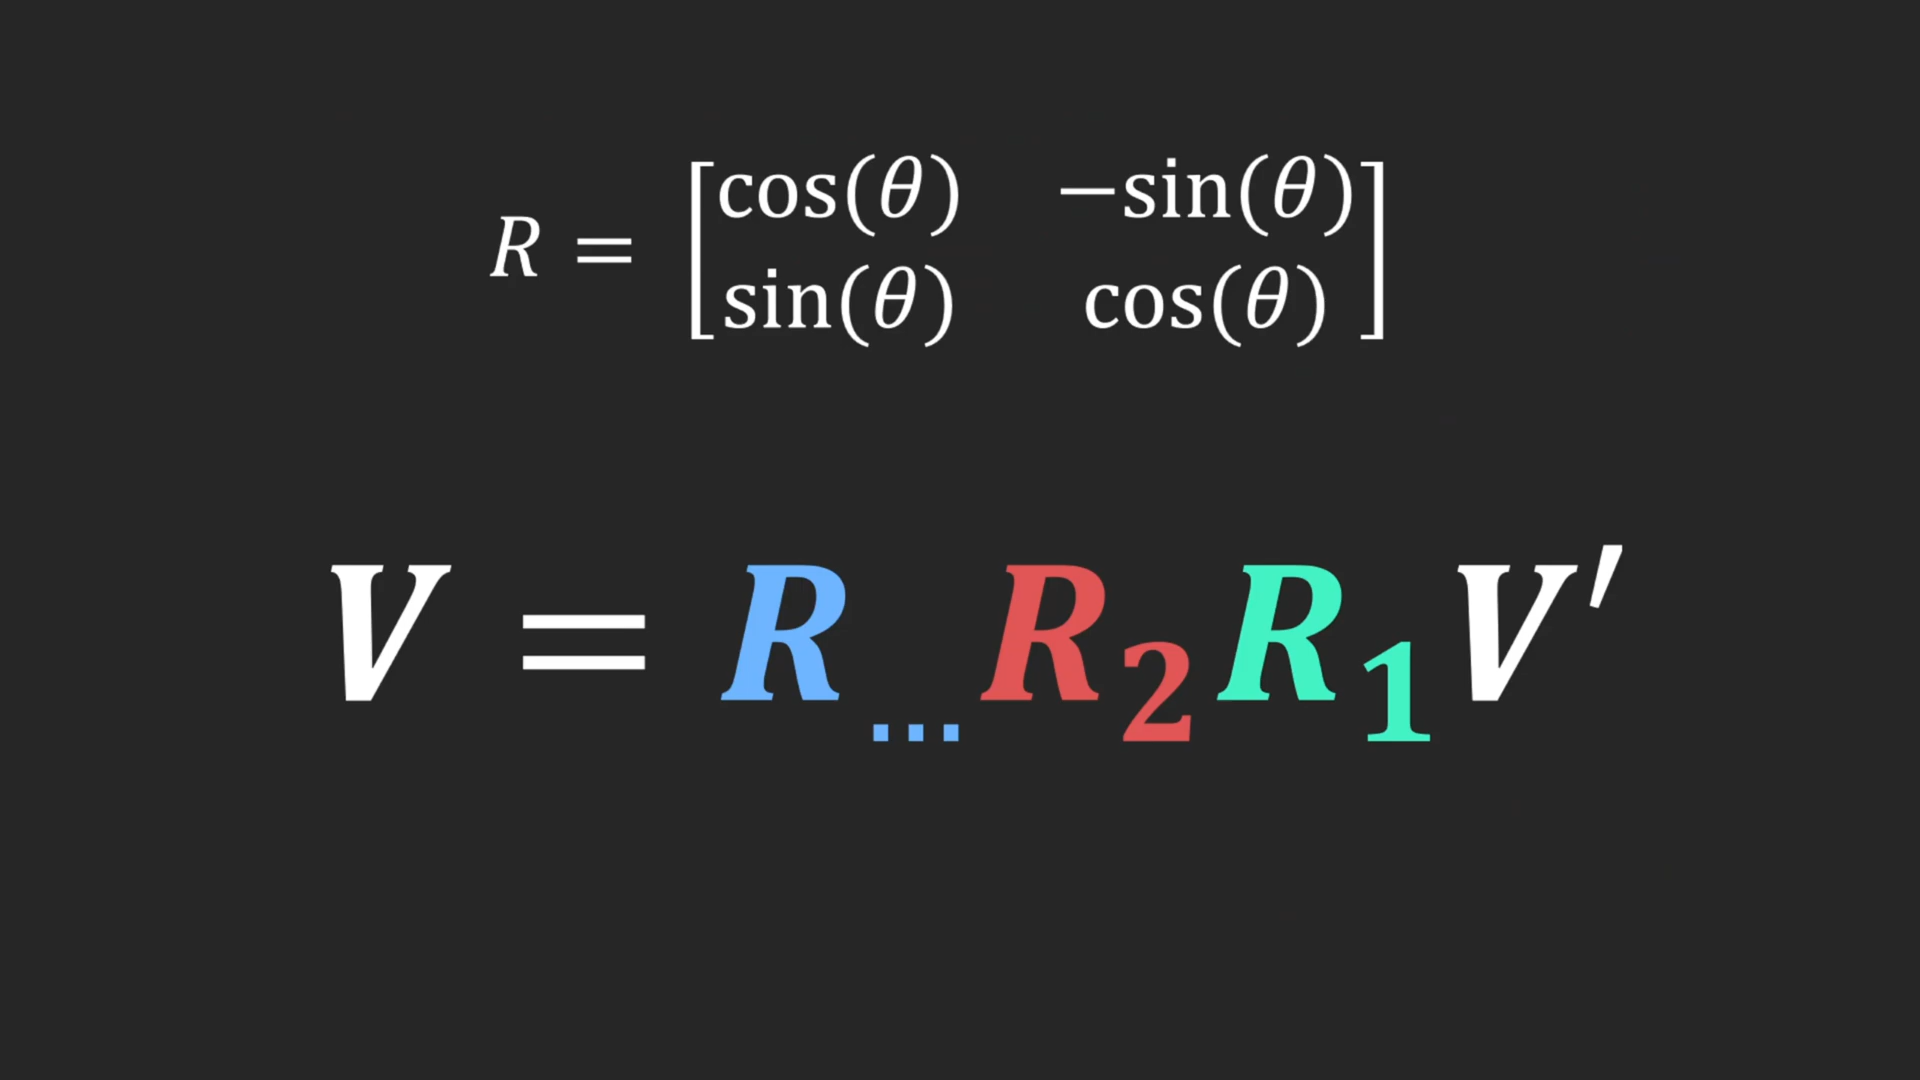 R = [cos(θ) −sin(θ)
sin(θ) cos(θ)]
V = R…R₂R₁V′